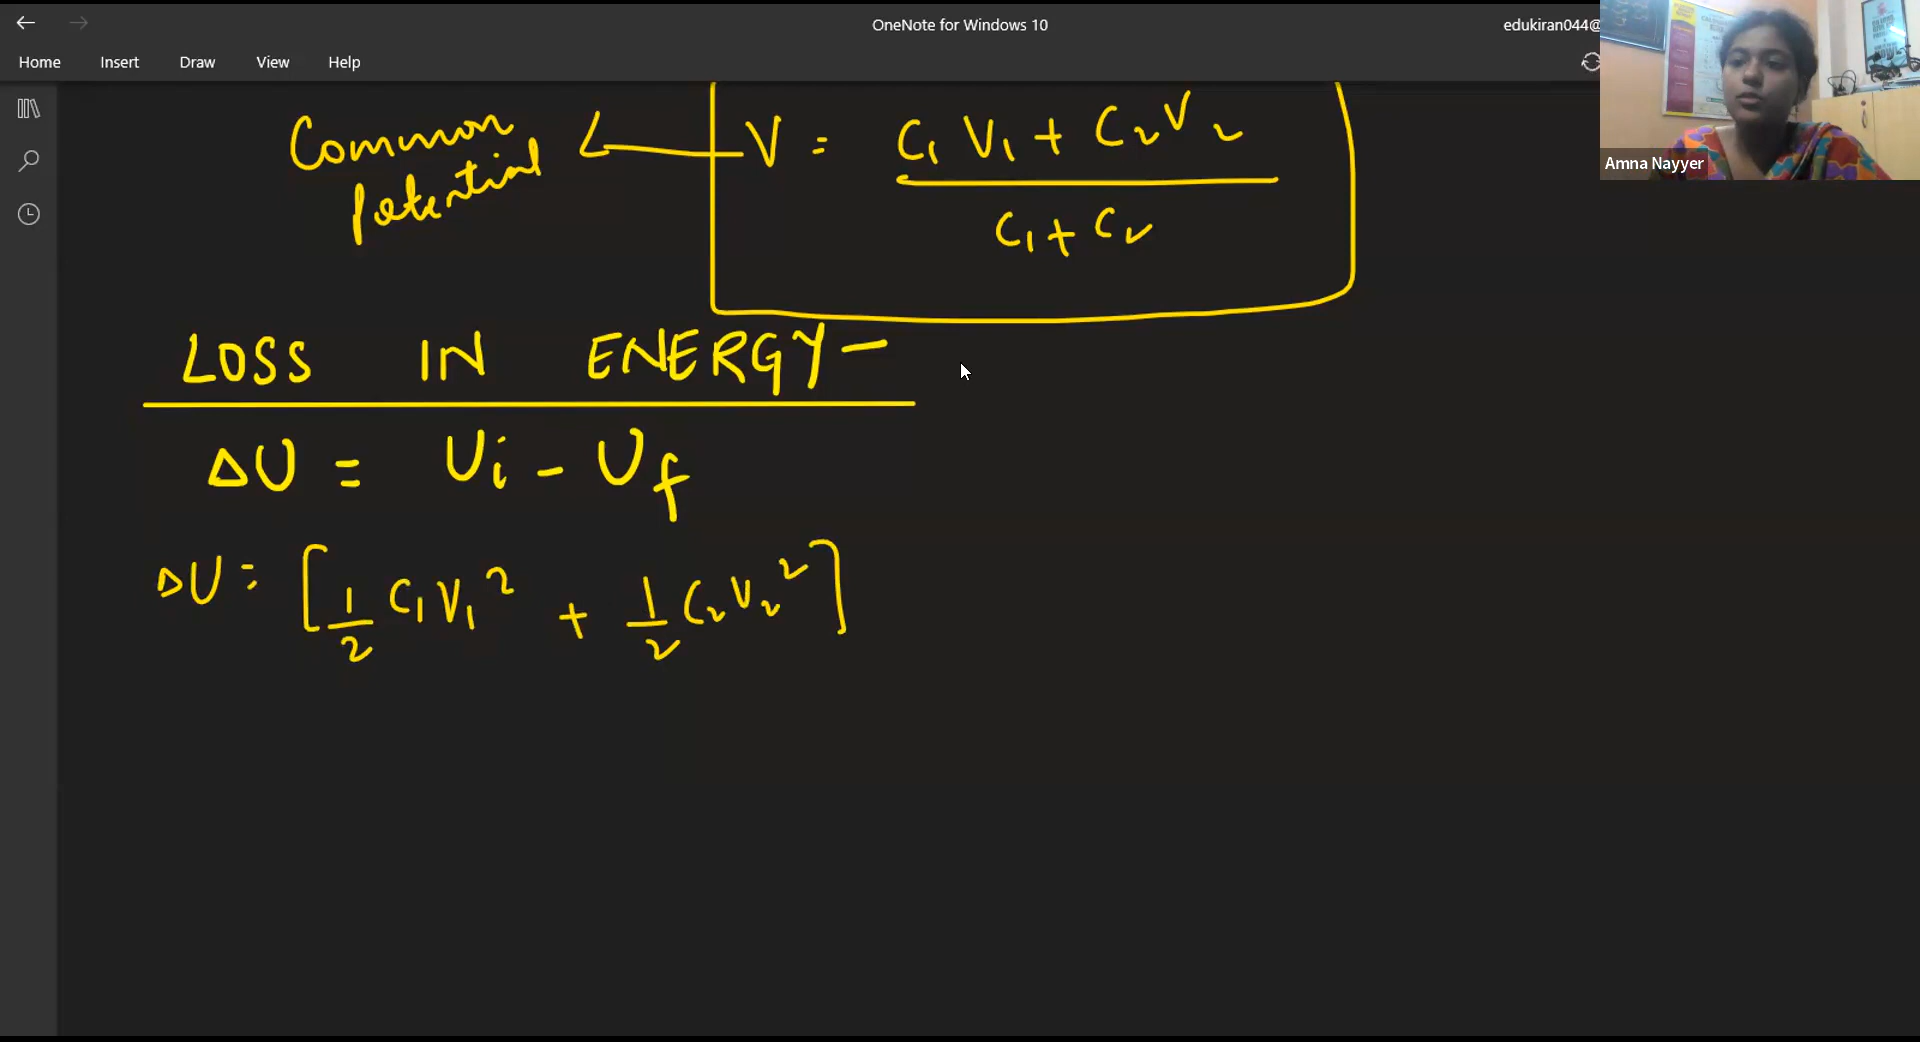 OneNote for Windows 10
edukiran044@
Home Insert Draw View Help
Amna Nayyer
Common potential ← V = (C₁V₁ + C₂V₂) / (C₁ + C₂)
LOSS IN ENERGY -
ΔU = Ui - Uf
ΔU = [1/2 C₁V₁² + 1/2 C₂V₂²]